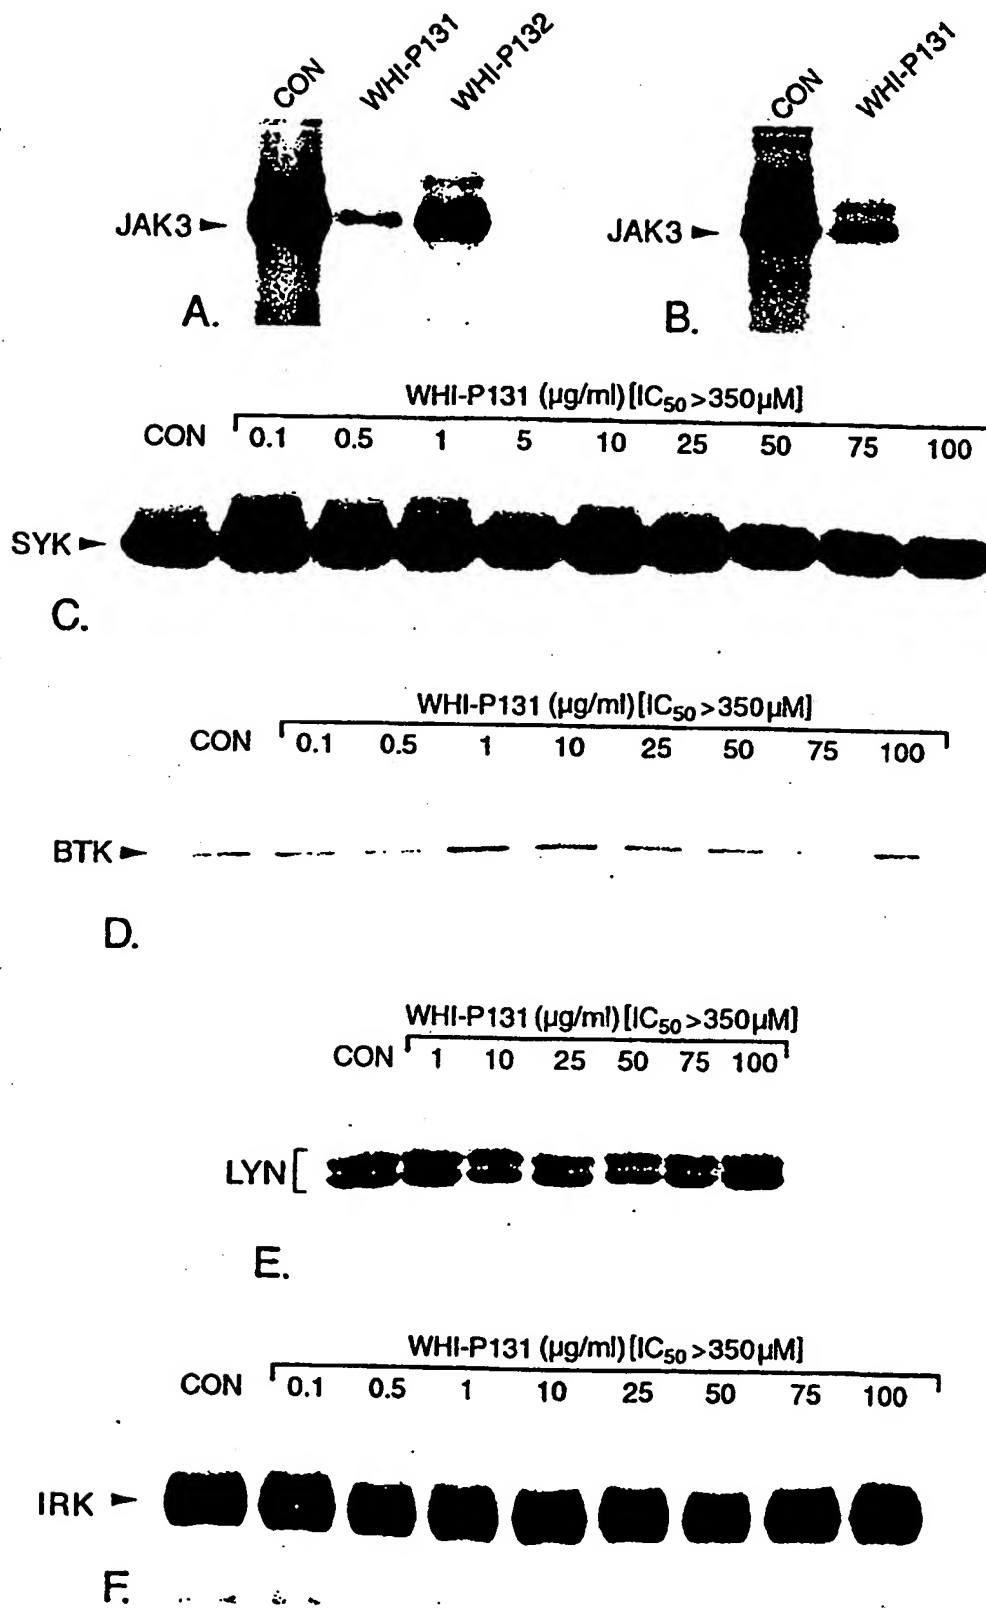 CON WHI-P131 WHI-P132
JAK3
A.
CON WHI-P131
JAK3
B.
WHI-P131 (µg/ml) [IC50 >350µM]
CON 0.1 0.5 1 5 10 25 50 75 100
SYK
C.
WHI-P131 (µg/ml) [IC50 >350µM]
CON 0.1 0.5 1 10 25 50 75 100
BTK
D.
WHI-P131 (µg/ml) [IC50 >350µM]
CON 1 10 25 50 75 100
LYN
E.
WHI-P131 (µg/ml) [IC50 >350µM]
CON 0.1 0.5 1 10 25 50 75 100
IRK
F.